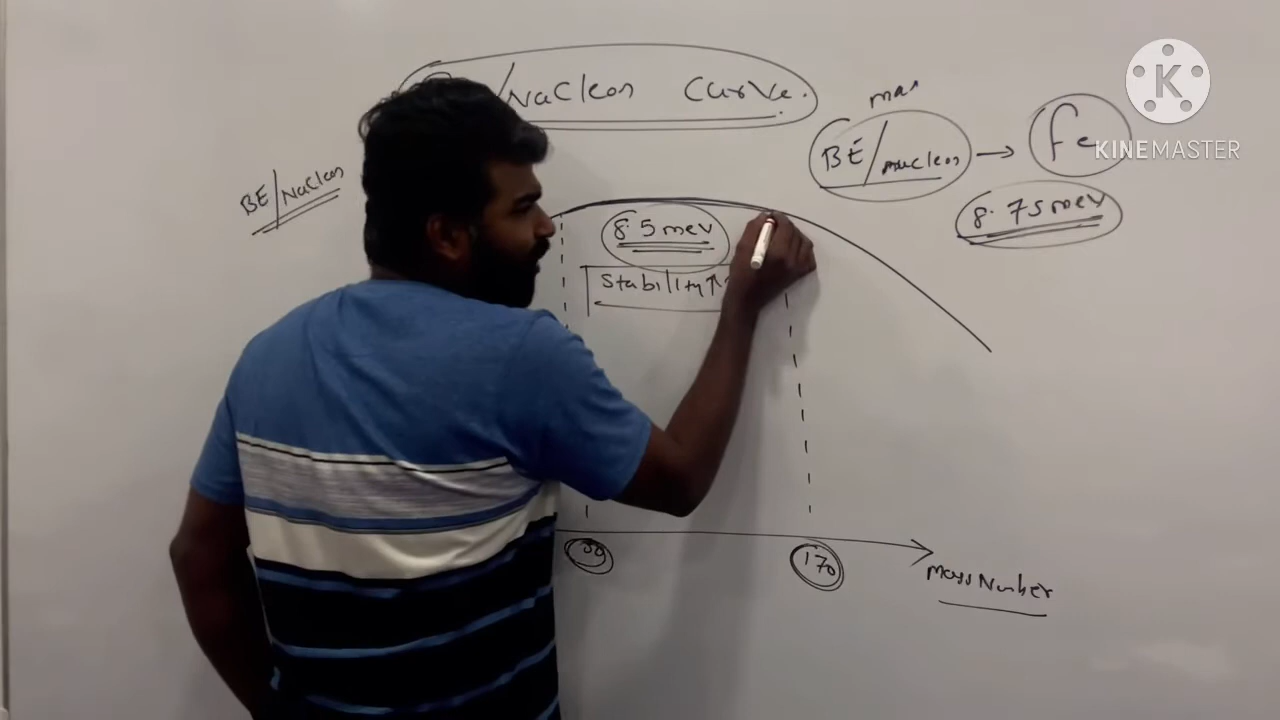 /Nucleon Curve.
max
BE/nucleon → Fe
8.75 mev
BE/Nucleon
8.5 mev
Stability↑
30
170
Mass Number
K
KINEMASTER